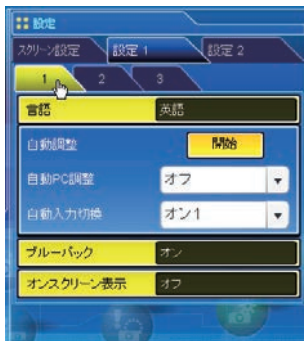 設定
スクリーン設定 設定 1 設定 2
1 2 3
言語 英語
自動調整 開始
自動PC調整 オフ
自動入力切換 オン1
ブルーバック オン
オンスクリーン表示 オフ